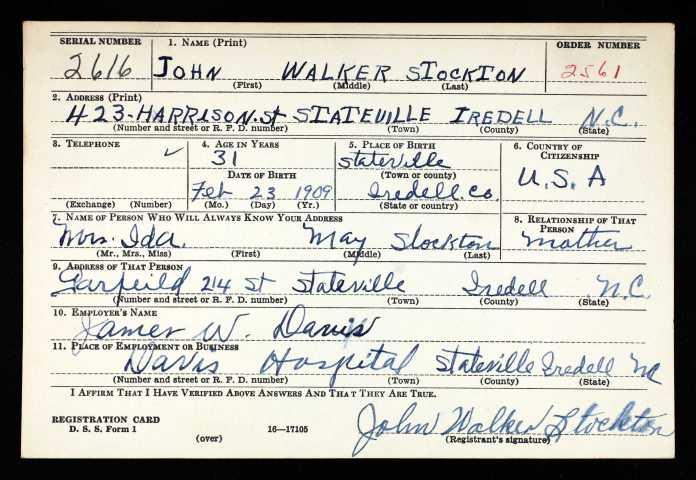 SERIAL NUMBER 1. NAME (Print) ORDER NUMBER
2616 JOHN WALKER STOCKTON 2561
(First) (Middle) (Last)
2. ADDRESS (Print)
423-HARRISON.St STATEVILLE IREDELL N.C.
(Number and street or R. F. D. number) (Town) (County) (State)
3. TELEPHONE 4. AGE IN YEARS 5. PLACE OF BIRTH 6. COUNTRY OF CITIZENSHIP
31 Stateville U.S.A
DATE OF BIRTH (Town or county)
Feb 23 1909 Iredell.Co.
(Exchange) (Number) (Mo.) (Day) (Yr.) (State or country)
7. NAME OF PERSON WHO WILL ALWAYS KNOW YOUR ADDRESS 8. RELATIONSHIP OF THAT PERSON
Mrs. Ida May Stockton Mother
(Mr., Mrs., Miss) (First) (Middle) (Last)
9. ADDRESS OF THAT PERSON
Garfeild 214 St Stateville Iredell N.C.
(Number and street or R. F. D. number) (Town) (County) (State)
10. EMPLOYER'S NAME
James W. Davis
11. PLACE OF EMPLOYMENT OR BUSINESS
Davis Hospital Stateville Iredell NC
(Number and street or R. F. D. number) (Town) (County) (State)
I AFFIRM THAT I HAVE VERIFIED ABOVE ANSWERS AND THAT THEY ARE TRUE.
REGISTRATION CARD John Walker Stockton
D. S. S. Form 1 16—17105 (Registrant's signature)
(over)